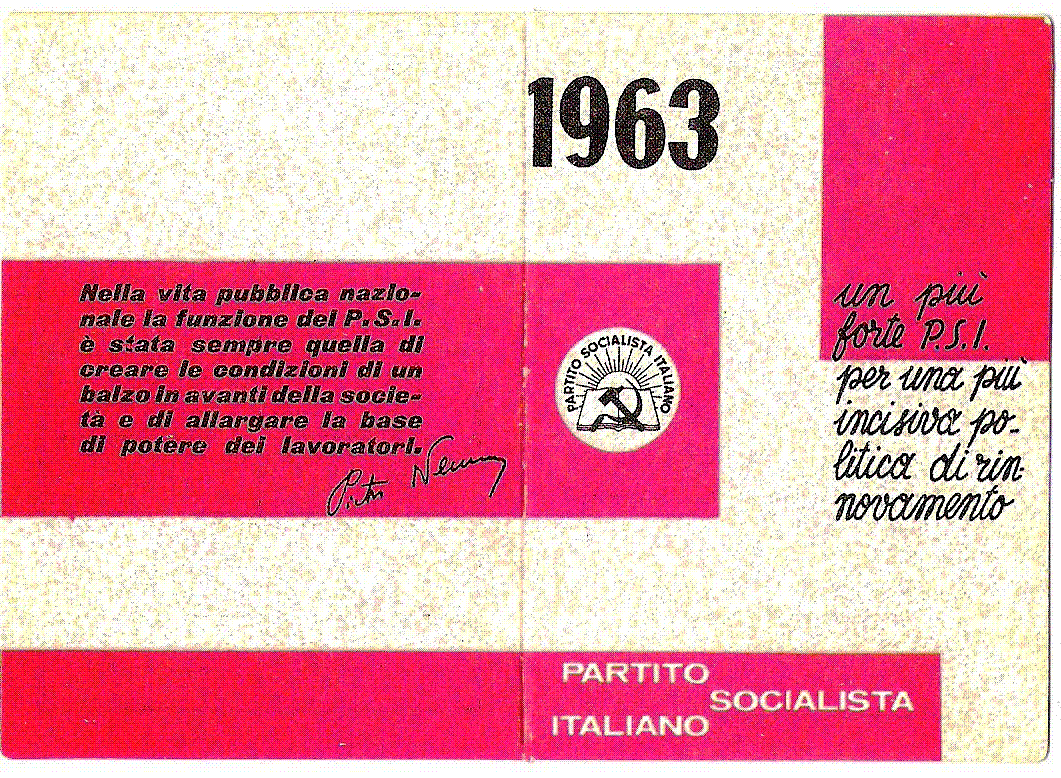 1963
Nella vita pubblica nazio-
nale la funzione del P.S.I.
è stata sempre quella di
creare le condizioni di un
balzo in avanti della socie-
tà e di allargare la base
di potere dei lavoratori.
Pietro Nenni
PARTITO SOCIALISTA ITALIANO
un più
forte P.S.I.
per una più
incisiva po-
litica di rin-
novamento
PARTITO
SOCIALISTA
ITALIANO